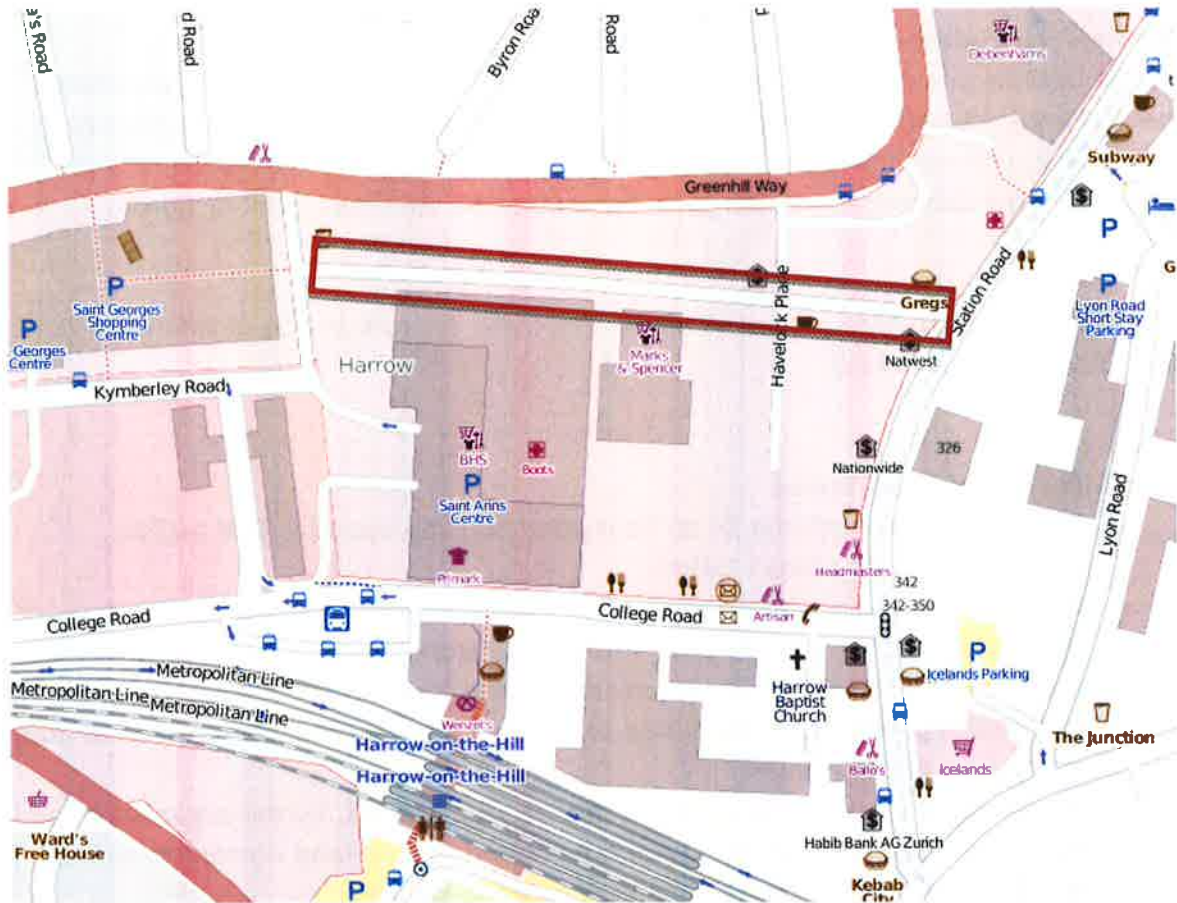 's Road
d Road
Byron Roa
Road
Debenhams
Subway
Greenhill Way
P
P
Saint Georges
Shopping
Centre
P
Georges
Centre
Gregs
Station Road
G
P
Lyon Road
Short Stay
Parking
Havelock Place
Natwest
Marks
& Spencer
Harrow
Kymberley Road
BHS
Boots
P
Saint Anns
Centre
Nationwide
326
Lyon Road
Primark
Headmasters
342
342-350
College Road
College Road
Artisan
Metropolitan Line
Metropolitan Line
Metropolitan Line
Harrow
Baptist
Church
P
Icelands Parking
Wenzel's
Harrow-on-the-Hill
Harrow-on-the-Hill
The Junction
Icelands
Ballo's
Ward's
Free House
Habib Bank AG Zurich
Kebab
City
P